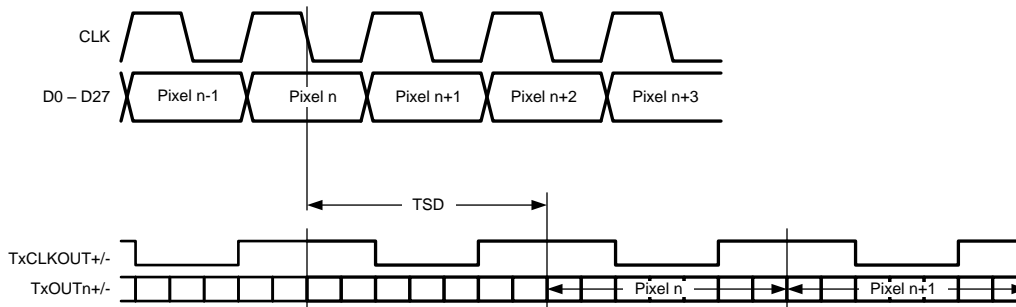 CLK
D0 – D27
Pixel n-1
Pixel n
Pixel n+1
Pixel n+2
Pixel n+3
TSD
TxCLKOUT+/-
TxOUTn+/-
Pixel n
Pixel n+1